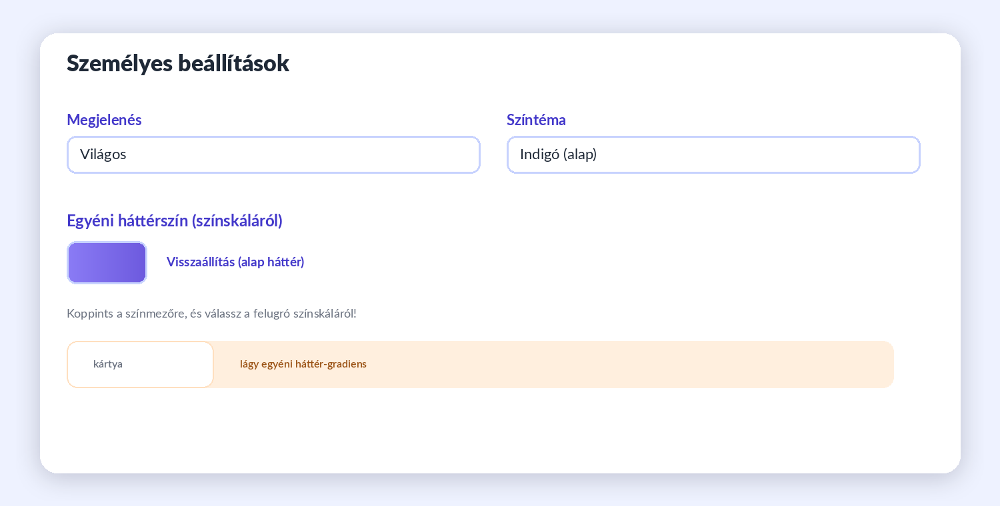 Személyes beállítások
Megjelenés
Színtéma
Világos
Indigó (alap)
Egyéni háttérszín (színskáláról)
Visszaállítás (alap háttér)
Koppints a színmezőre, és válassz a felugró színskáláról!
kártya
lágy egyéni háttér-gradiens